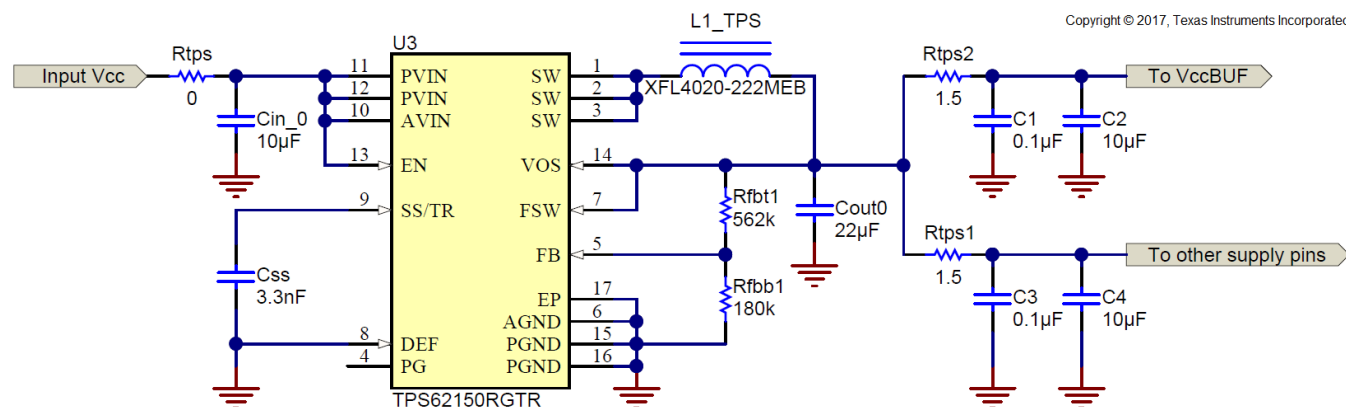 Copyright © 2017, Texas Instruments Incorporated
L1_TPS
XFL4020-222MEB
Input Vcc
Rtps
0
Cin_0
10µF
Css
3.3nF
U3
11 PVIN
12 PVIN
10 AVIN
13 EN
9 SS/TR
8 DEF
4 PG
SW 1
SW 2
SW 3
VOS 14
FSW 7
FB 5
EP 17
AGND 6
PGND 15
PGND 16
TPS62150RGTR
Rfbt1
562k
Rfbb1
180k
Cout0
22µF
Rtps2
1.5
C1
0.1µF
C2
10µF
To VccBUF
Rtps1
1.5
C3
0.1µF
C4
10µF
To other supply pins